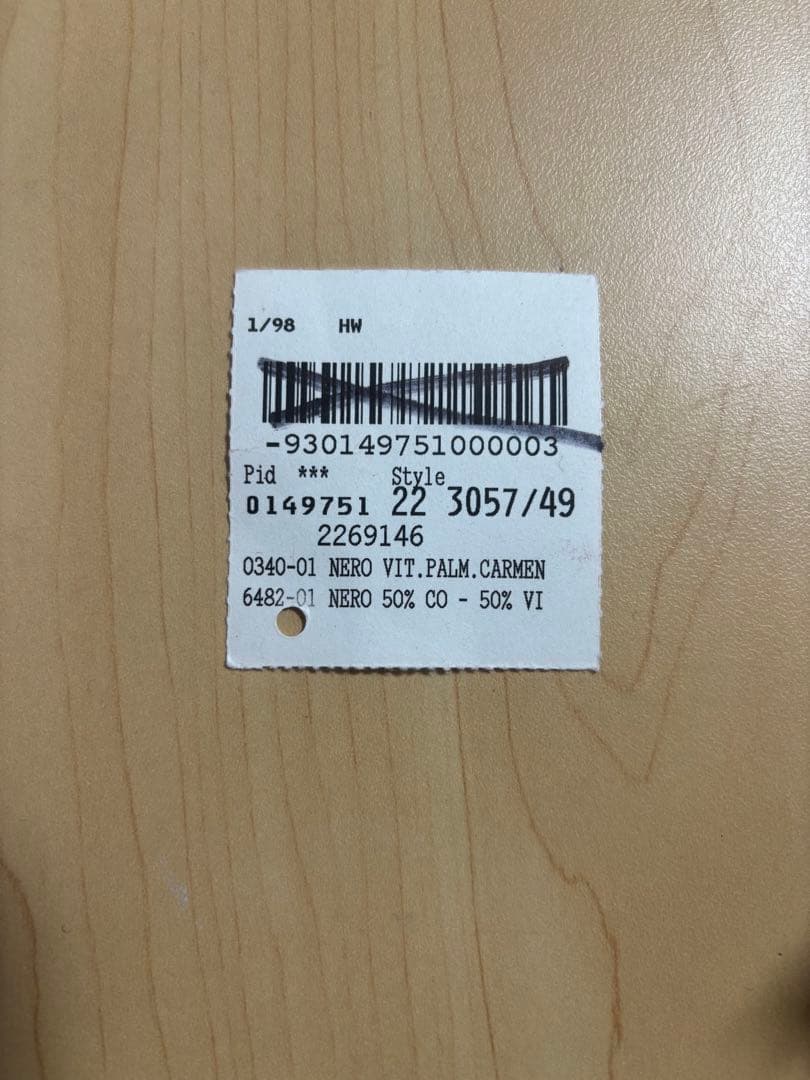 1/98 HW
-930149751000003
Pid *** Style
0149751 22 3057/49
2269146
0340-01 NERO VIT.PALM.CARMEN
6482-01 NERO 50% CO - 50% VI